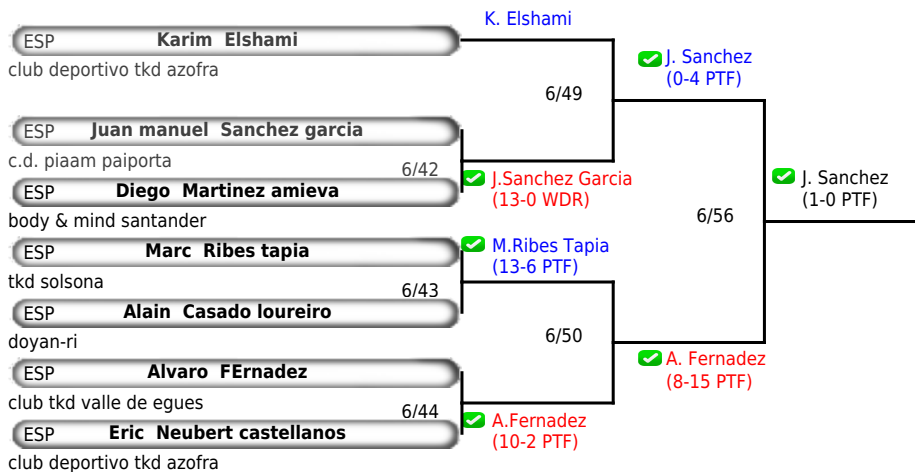 K. Elshami
ESP Karim Elshami
club deportivo tkd azofra
J. Sanchez
(0-4 PTF)
6/49
ESP Juan manuel Sanchez garcia
c.d. piaam paiporta
6/42
J.Sanchez Garcia
(13-0 WDR)
ESP Diego Martinez amieva
body & mind santander
J. Sanchez
(1-0 PTF)
6/56
ESP Marc Ribes tapia
M.Ribes Tapia
(13-6 PTF)
tkd solsona
6/43
ESP Alain Casado loureiro
doyan-ri
6/50
ESP Alvaro FErnadez
A. Fernadez
(8-15 PTF)
club tkd valle de egues
6/44
A.Fernadez
(10-2 PTF)
ESP Eric Neubert castellanos
club deportivo tkd azofra